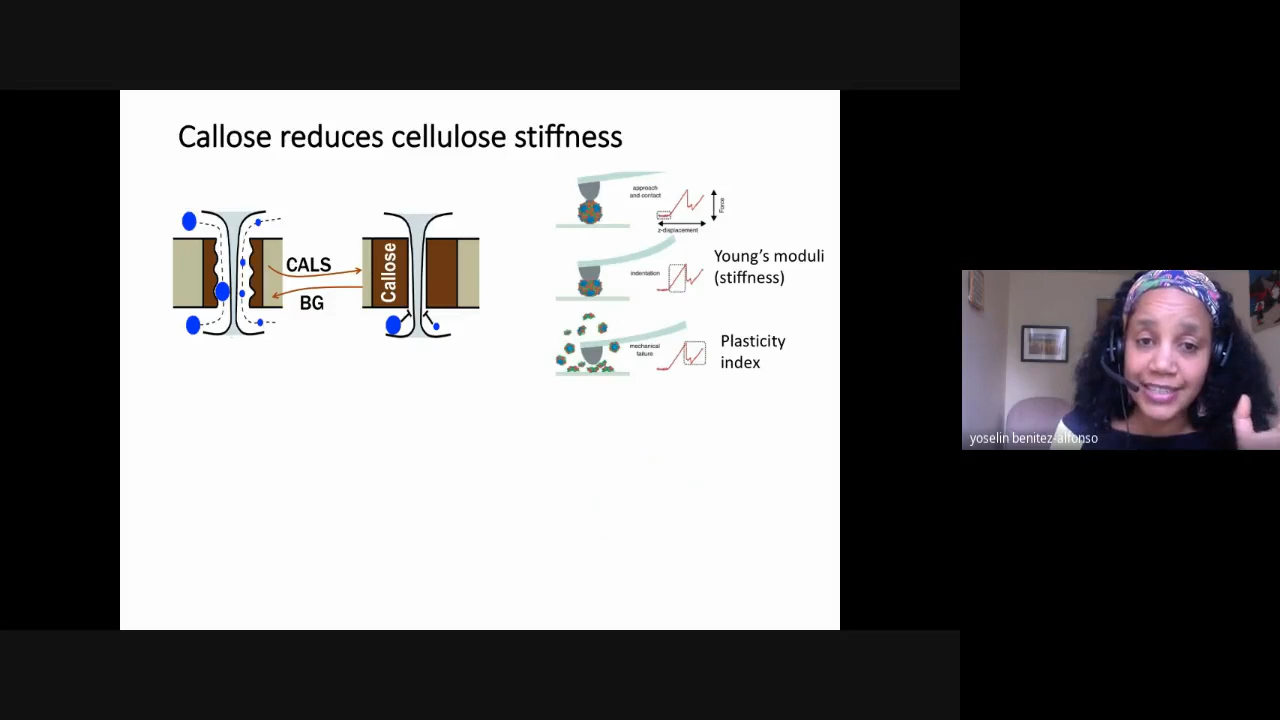 Callose reduces cellulose stiffness
CALS
BG
Callose
approach
and contact
Force
z-displacement
indentation
Young's moduli
(stiffness)
mechanical
failure
Plasticity
index
yoselin benitez-alfonso